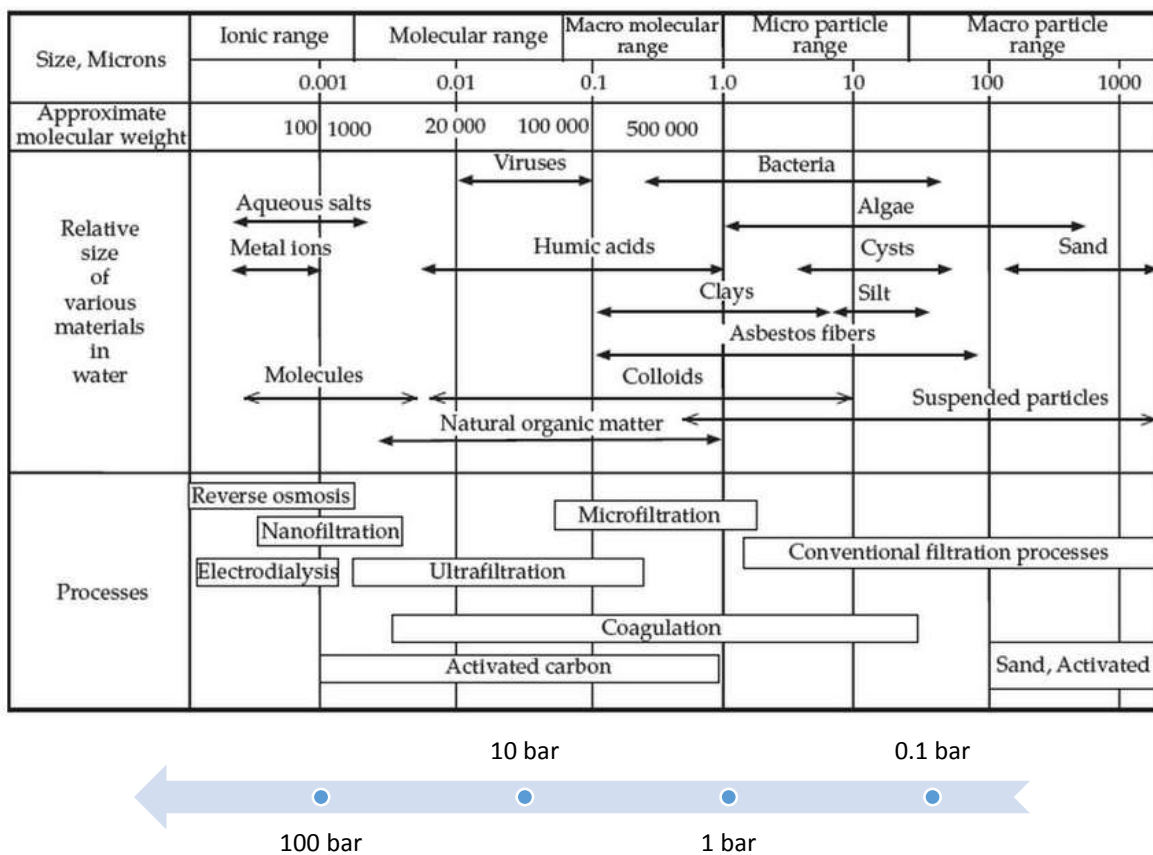 Size, Microns
Ionic range
Molecular range
Macro molecular
range
Micro particle
range
Macro particle
range
0.001
0.01
0.1
1.0
10
100
1000
Approximate
molecular weight
100
1000
20 000
100 000
500 000
Relative
size
of
various
materials
in
water
Viruses
Bacteria
Aqueous salts
Algae
Metal ions
Humic acids
Cysts
Sand
Clays
Silt
Asbestos fibers
Molecules
Colloids
Suspended particles
Natural organic matter
Processes
Reverse osmosis
Microfiltration
Nanofiltration
Conventional filtration processes
Electrodialysis
Ultrafiltration
Coagulation
Activated carbon
Sand, Activated
10 bar
0.1 bar
100 bar
1 bar